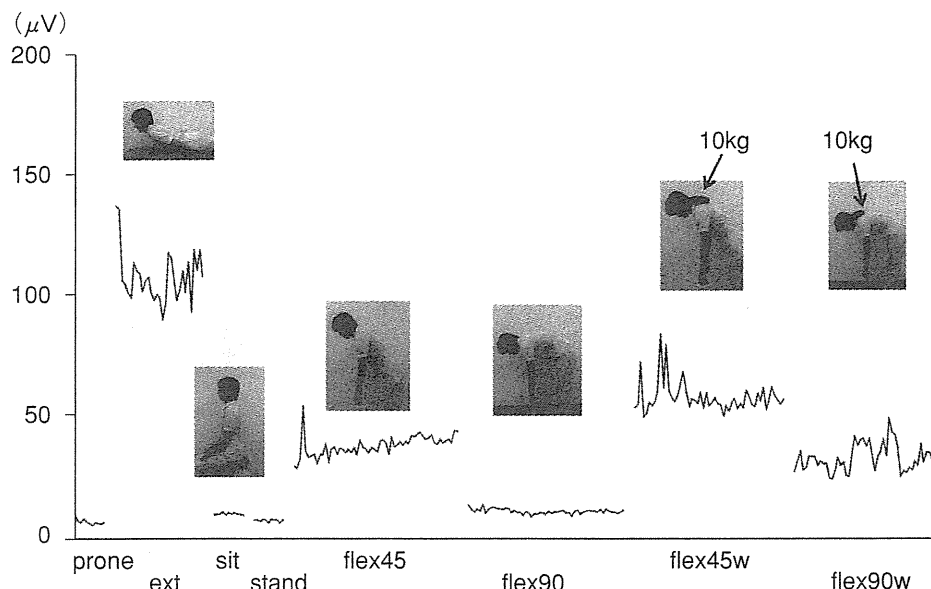 (μV)
200
150
100
50
0
10kg
10kg
prone
ext
sit
stand
flex45
flex90
flex45w
flex90w